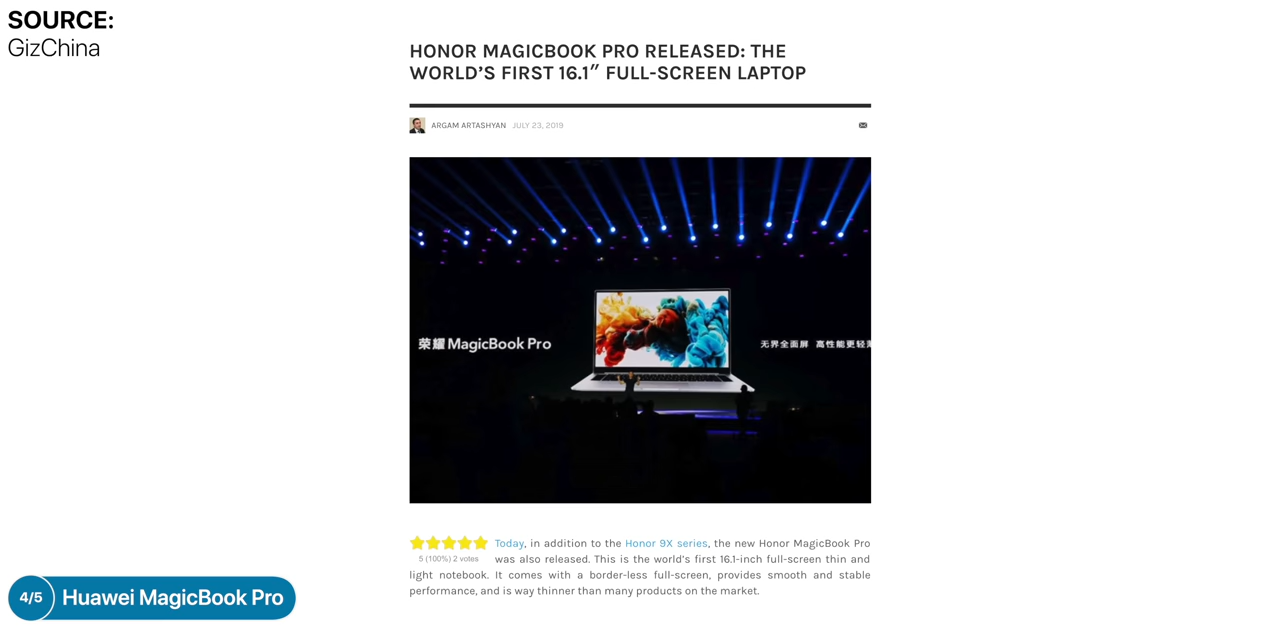 SOURCE:
GizChina
HONOR MAGICBOOK PRO RELEASED: THE
WORLD'S FIRST 16.1″ FULL-SCREEN LAPTOP
ARGAM ARTASHYAN JULY 23, 2019
荣耀 MagicBook Pro
无界全面屏 高性能更轻薄
Today, in addition to the Honor 9X series, the new Honor MagicBook Pro
5 (100%) 2 votes
was also released. This is the world's first 16.1-inch full-screen thin and
light notebook. It comes with a border-less full-screen, provides smooth and stable
performance, and is way thinner than many products on the market.
4/5 Huawei MagicBook Pro